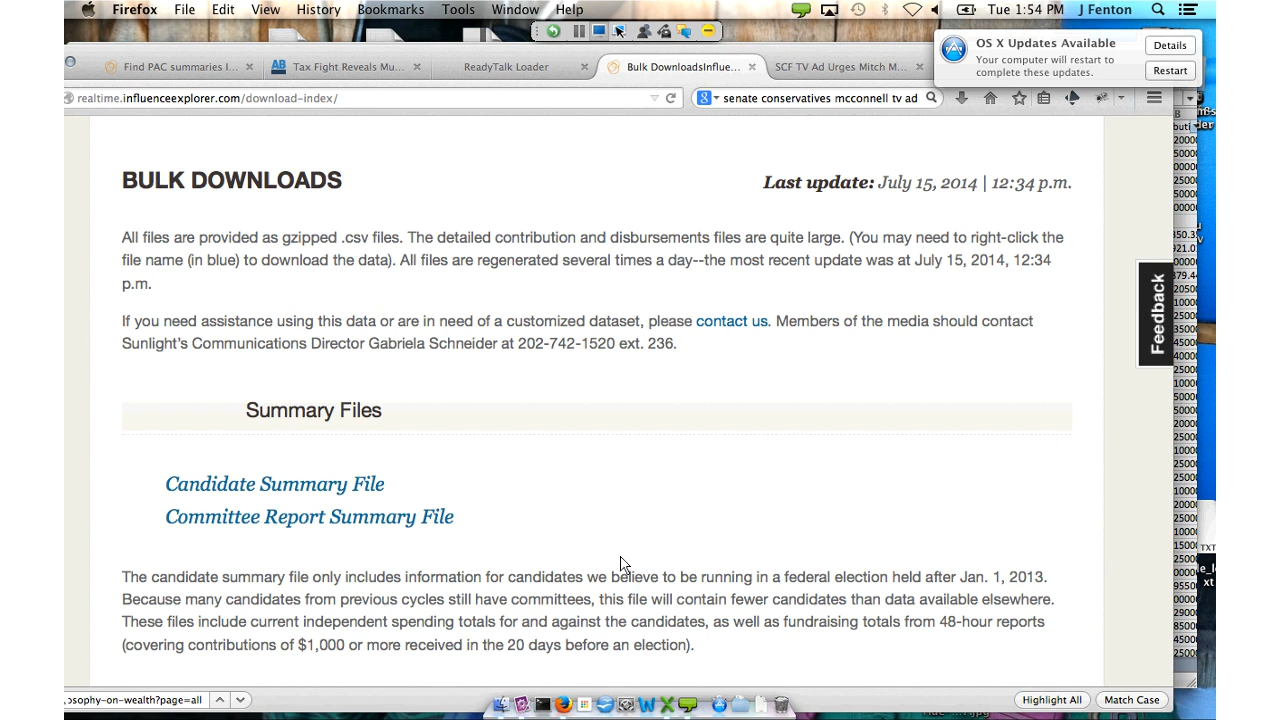 Firefox File Edit View History Bookmarks Tools Window Help Tue 1:54 PM J Fenton
OS X Updates Available
Your computer will restart to
complete these updates.
Details
Restart
Find PAC summaries I...
Tax Fight Reveals Mu...
ReadyTalk Loader
Bulk DownloadsInflue...
SCF TV Ad Urges Mitch M...
realtime.influenceexplorer.com/download-index/
senate conservatives mcconnell tv ad
BULK DOWNLOADS
Last update: July 15, 2014 | 12:34 p.m.
All files are provided as gzipped .csv files. The detailed contribution and disbursements files are quite large. (You may need to right-click the
file name (in blue) to download the data). All files are regenerated several times a day--the most recent update was at July 15, 2014, 12:34
p.m.
If you need assistance using this data or are in need of a customized dataset, please contact us. Members of the media should contact
Sunlight's Communications Director Gabriela Schneider at 202-742-1520 ext. 236.
Feedback
Summary Files
Candidate Summary File
Committee Report Summary File
The candidate summary file only includes information for candidates we believe to be running in a federal election held after Jan. 1, 2013.
Because many candidates from previous cycles still have committees, this file will contain fewer candidates than data available elsewhere.
These files include current independent spending totals for and against the candidates, as well as fundraising totals from 48-hour reports
(covering contributions of $1,000 or more received in the 20 days before an election).
osophy-on-wealth?page=all
Highlight All
Match Case